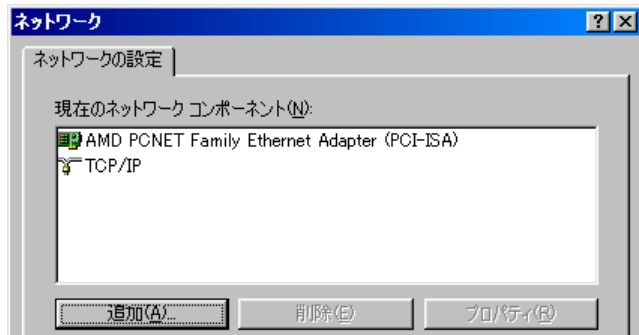 ネットワーク
ネットワークの設定
現在のネットワーク コンポーネント(N):
AMD PCNET Family Ethernet Adapter (PCI-ISA)
TCP/IP
追加(A)... 削除(E) プロパティ(R)